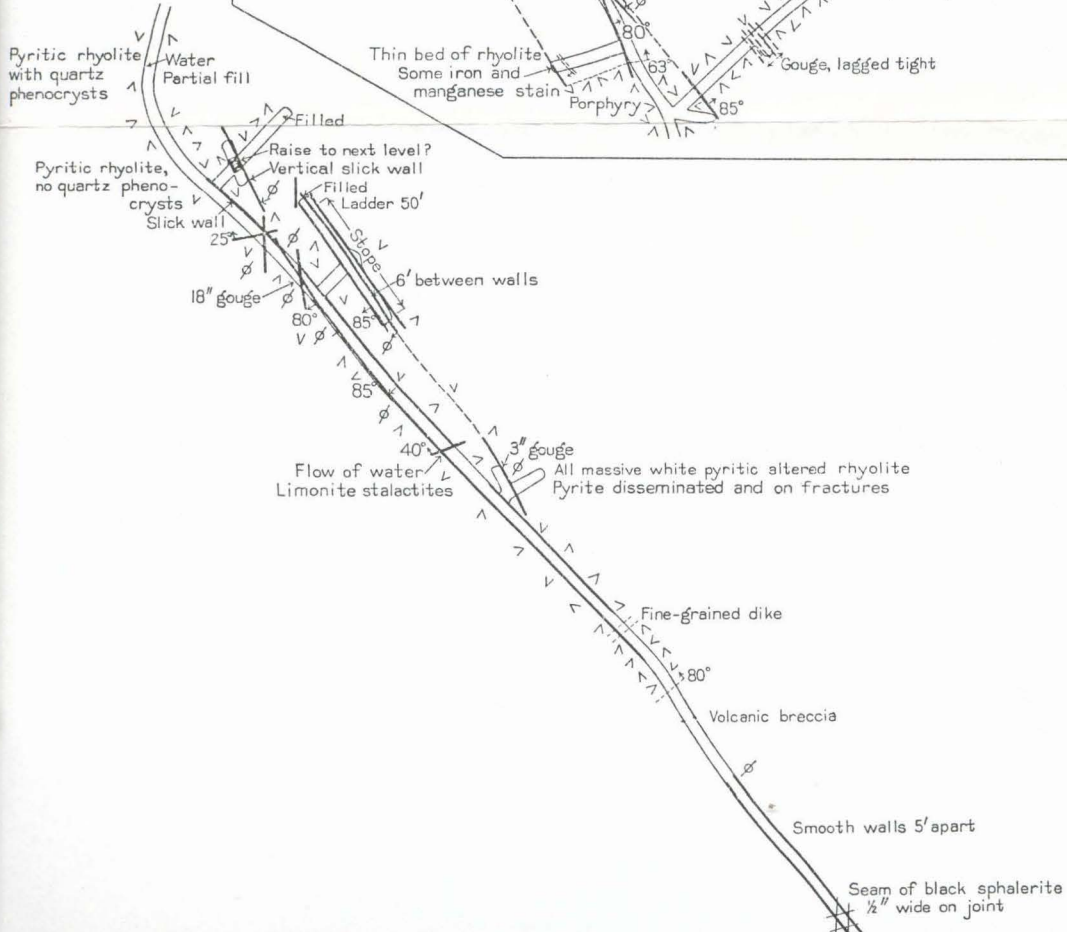 80°
Thin bed of rhyolite
Some iron and
manganese stain
63°
Porphyry
Gouge, lagged tight
85°
Pyritic rhyolite
with quartz
phenocrysts
Water
Partial fill
Filled
Raise to next level?
Vertical slick wall
Pyritic rhyolite,
no quartz pheno-
crysts
Slick wall
Filled
Ladder 50'
25°
Stope
6' between walls
18" gouge
80°
85°
85°
40°
3" gouge
Flow of water
Limonite stalactites
All massive white pyritic altered rhyolite
Pyrite disseminated and on fractures
Fine-grained dike
80°
Volcanic breccia
Smooth walls 5' apart
Seam of black sphalerite
½" wide on joint